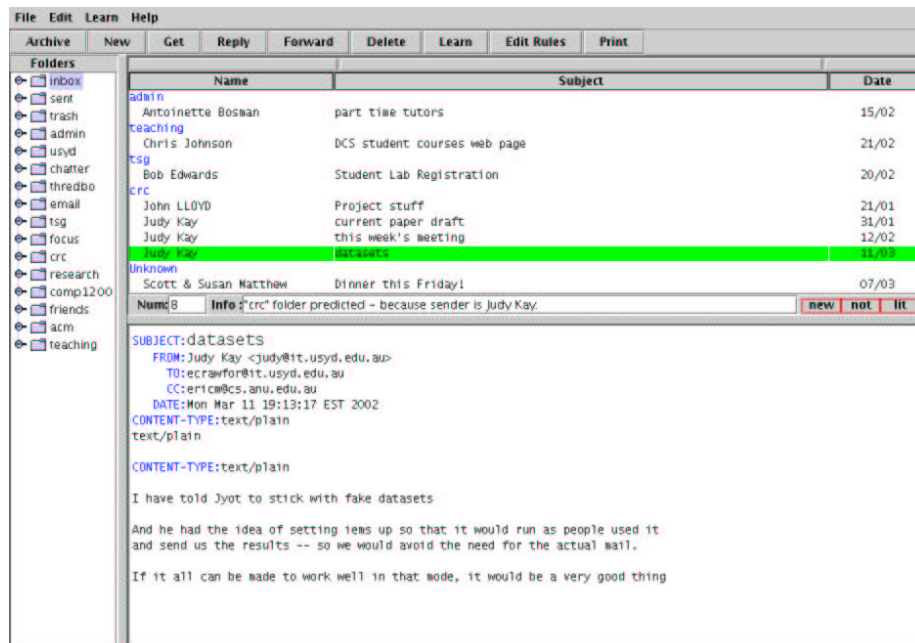 File Edit Learn Help
Archive New Get Reply Forward Delete Learn Edit Rules Print
Folders
inbox
sent
trash
admin
usyd
chatter
thredbo
email
tsg
focus
crc
research
comp1200
friends
acm
teaching
Name Subject Date
admin
Antoinette Bosman part time tutors 15/02
teaching
Chris Johnson DCS student courses web page 21/02
tsg
Bob Edwards Student Lab Registration 20/02
crc
John LLOYD Project stuff 21/01
Judy Kay current paper draft 31/01
Judy Kay this week's meeting 12/02
Judy Kay datasets 11/03
Unknown
Scott & Susan Matthew Dinner this Friday! 07/03
Num: 8 Info : "crc" folder predicted - because sender is Judy Kay. new not lit
SUBJECT:datasets
FROM:Judy Kay <judy@it.usyd.edu.au>
TO:ecrawfor@it.usyd.edu.au
CC:ericm@cs.anu.edu.au
DATE:Mon Mar 11 19:13:17 EST 2002
CONTENT-TYPE:text/plain
text/plain
CONTENT-TYPE:text/plain
I have told Jyot to stick with fake datasets
And he had the idea of setting iems up so that it would run as people used it
and send us the results -- so we would avoid the need for the actual mail.
If it all can be made to work well in that mode, it would be a very good thing